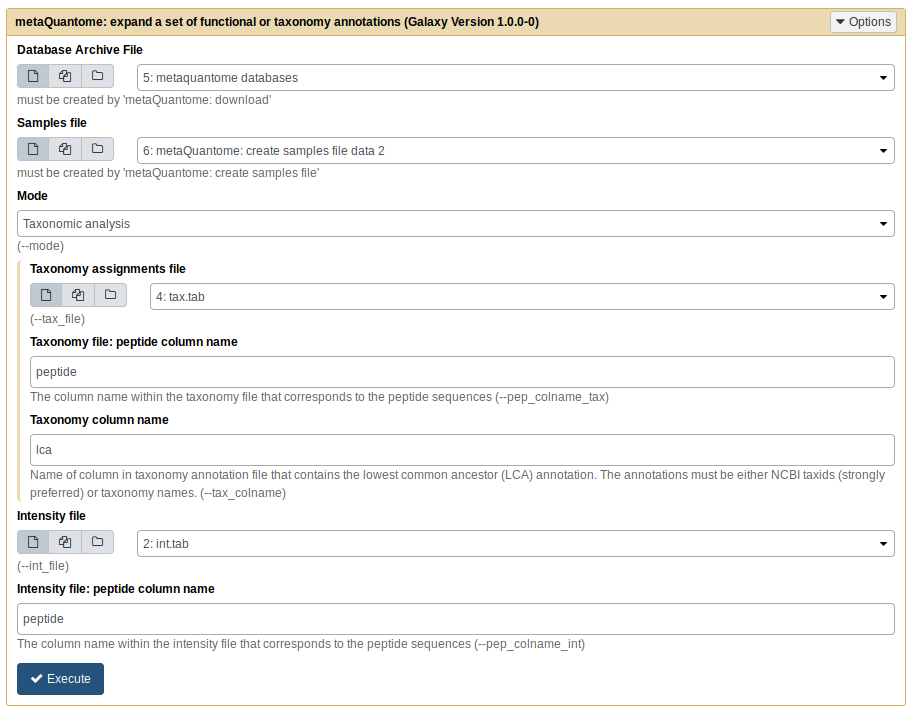 metaQuantome: expand a set of functional or taxonomy annotations (Galaxy Version 1.0.0-0)
Options
Database Archive File
5: metaquantome databases
must be created by 'metaQuantome: download'
Samples file
6: metaQuantome: create samples file data 2
must be created by 'metaQuantome: create samples file'
Mode
Taxonomic analysis
(--mode)
Taxonomy assignments file
4: tax.tab
(--tax_file)
Taxonomy file: peptide column name
peptide
The column name within the taxonomy file that corresponds to the peptide sequences (--pep_colname_tax)
Taxonomy column name
lca
Name of column in taxonomy annotation file that contains the lowest common ancestor (LCA) annotation. The annotations must be either NCBI taxids (strongly
preferred) or taxonomy names. (--tax_colname)
Intensity file
2: int.tab
(--int_file)
Intensity file: peptide column name
peptide
The column name within the intensity file that corresponds to the peptide sequences (--pep_colname_int)
Execute